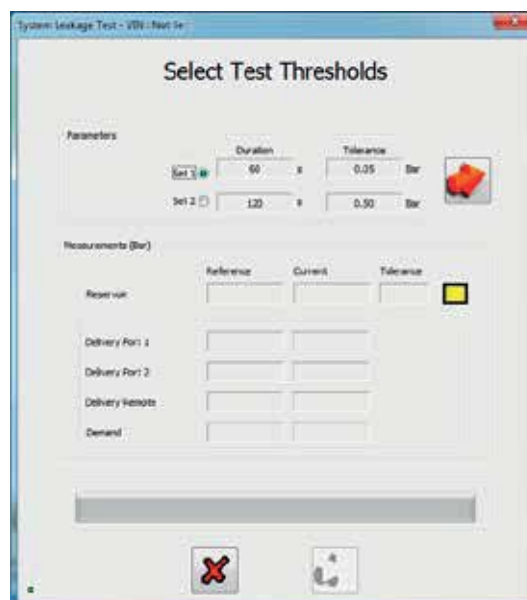 System Leakage Test - VIN : Not Se
Select Test Thresholds
Parameters
Duration Tolerance
Set 1 60 s 0.25 Bar
Set 2 120 s 0.50 Bar
Measurements (Bar)
Reference Current Tolerance
Reservoir
Delivery Port 1
Delivery Port 2
Delivery Remote
Demand